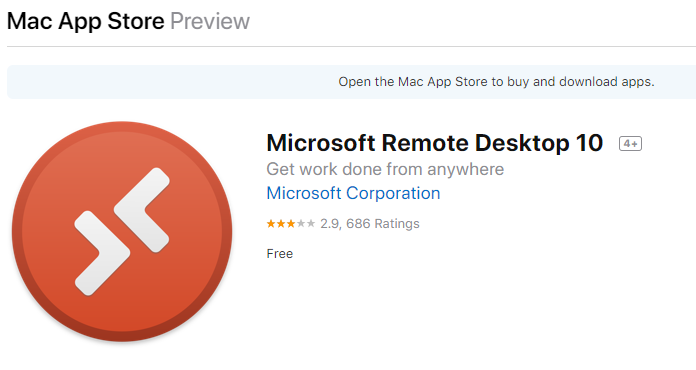 Mac App Store Preview
Open the Mac App Store to buy and download apps.
Microsoft Remote Desktop 10 4+
Get work done from anywhere
Microsoft Corporation
2.9, 686 Ratings
Free